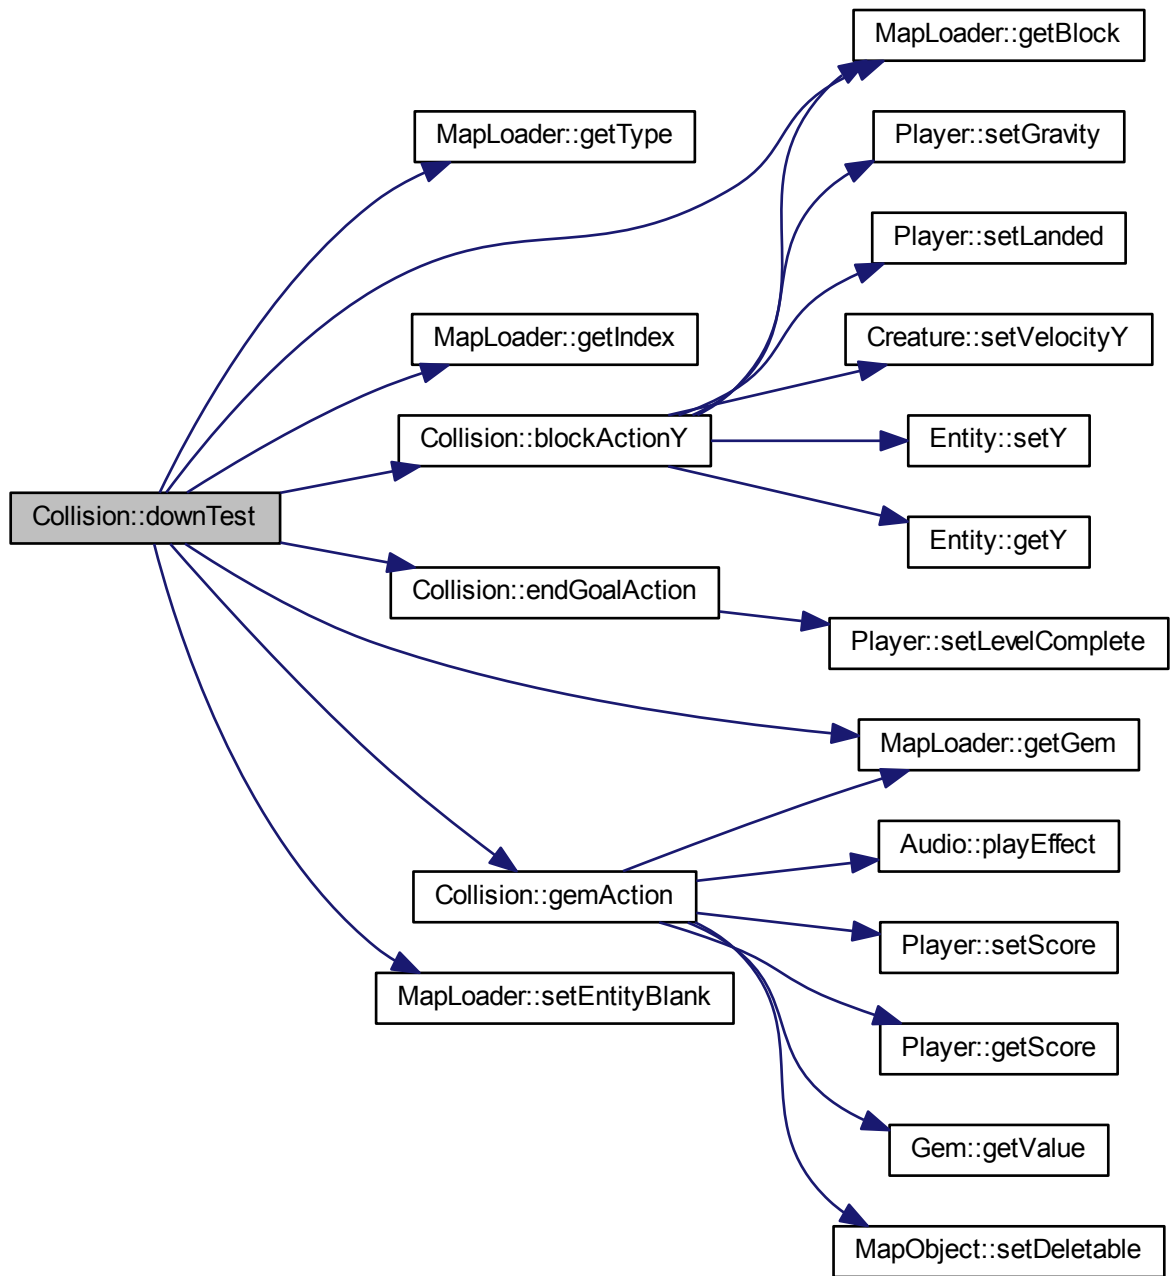 MapLoader::getBlock
MapLoader::getType
Player::setGravity
Player::setLanded
MapLoader::getIndex
Creature::setVelocityY
Collision::blockActionY
Entity::setY
Collision::downTest
Entity::getY
Collision::endGoalAction
Player::setLevelComplete
MapLoader::getGem
Audio::playEffect
Collision::gemAction
Player::setScore
MapLoader::setEntityBlank
Player::getScore
Gem::getValue
MapObject::setDeletable